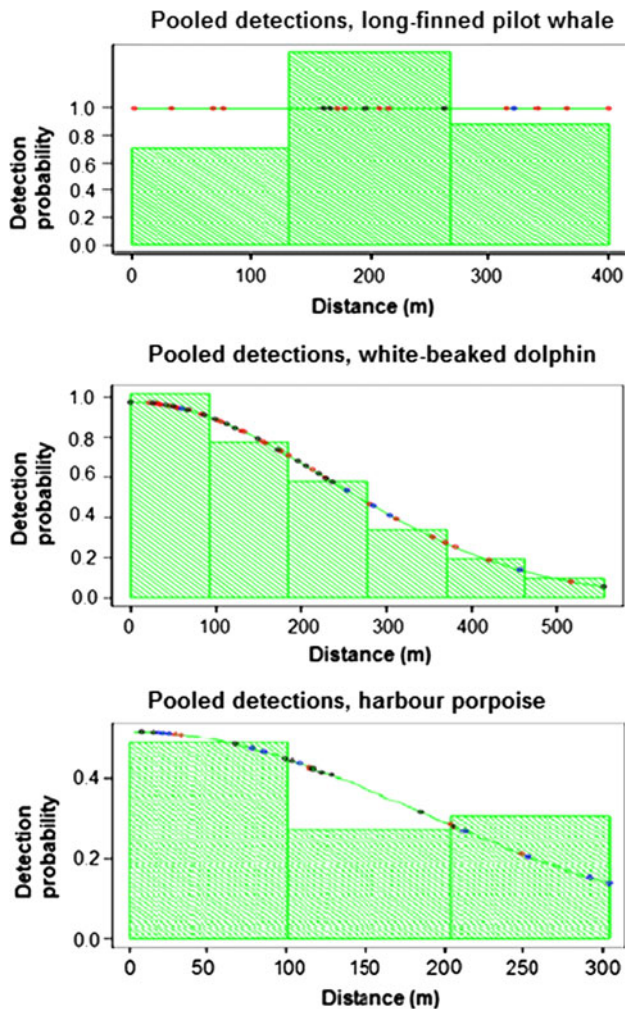 Pooled detections, long-finned pilot whale
Detection
probability
1.0
0.8
0.6
0.4
0.2
0.0
0 100 200 300 400
Distance (m)
Pooled detections, white-beaked dolphin
Detection
probability
1.0
0.8
0.6
0.4
0.2
0.0
0 100 200 300 400 500
Distance (m)
Pooled detections, harbour porpoise
Detection
probability
0.4
0.2
0.0
0 50 100 150 200 250 300
Distance (m)